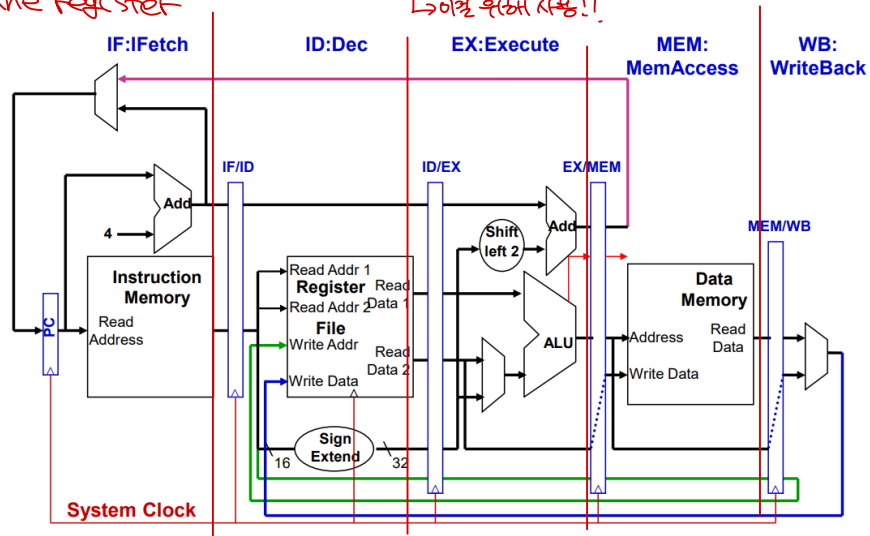 the register
↳이걸 위해 사용!!
IF:IFetch
ID:Dec
EX:Execute
MEM:
MemAccess
WB:
WriteBack
IF/ID
ID/EX
EX/MEM
MEM/WB
Add
4
Shift
left 2
Add
Instruction
Memory
Read
Address
PC
Read Addr 1
Register
Read
Data 1
Read Addr 2
File
Write Addr
Read
Data 2
Write Data
ALU
Data
Memory
Address
Read
Data
Write Data
Sign
Extend
16
32
System Clock